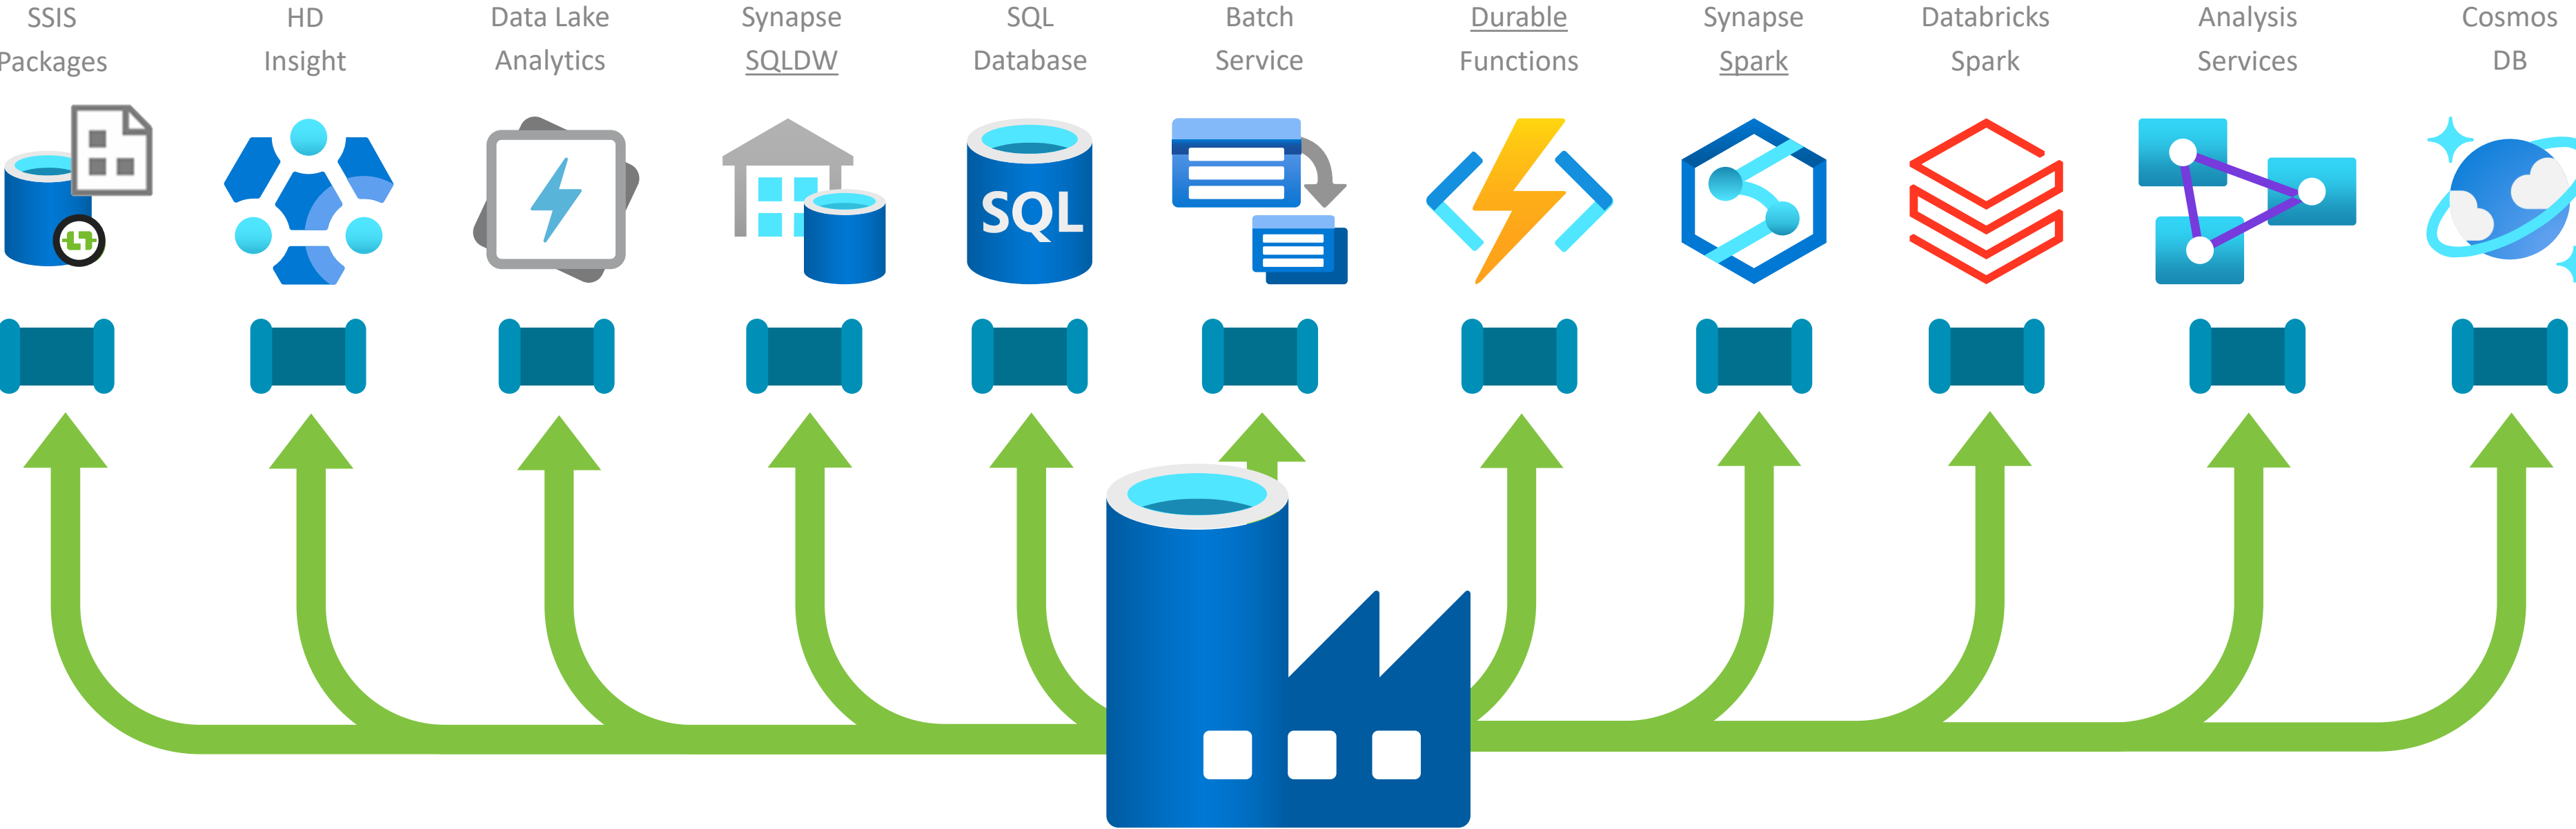 SSIS
Packages
HD
Insight
Data Lake
Analytics
Synapse
SQLDW
SQL
Database
Batch
Service
Durable
Functions
Synapse
Spark
Databricks
Spark
Analysis
Services
Cosmos
DB
SQL